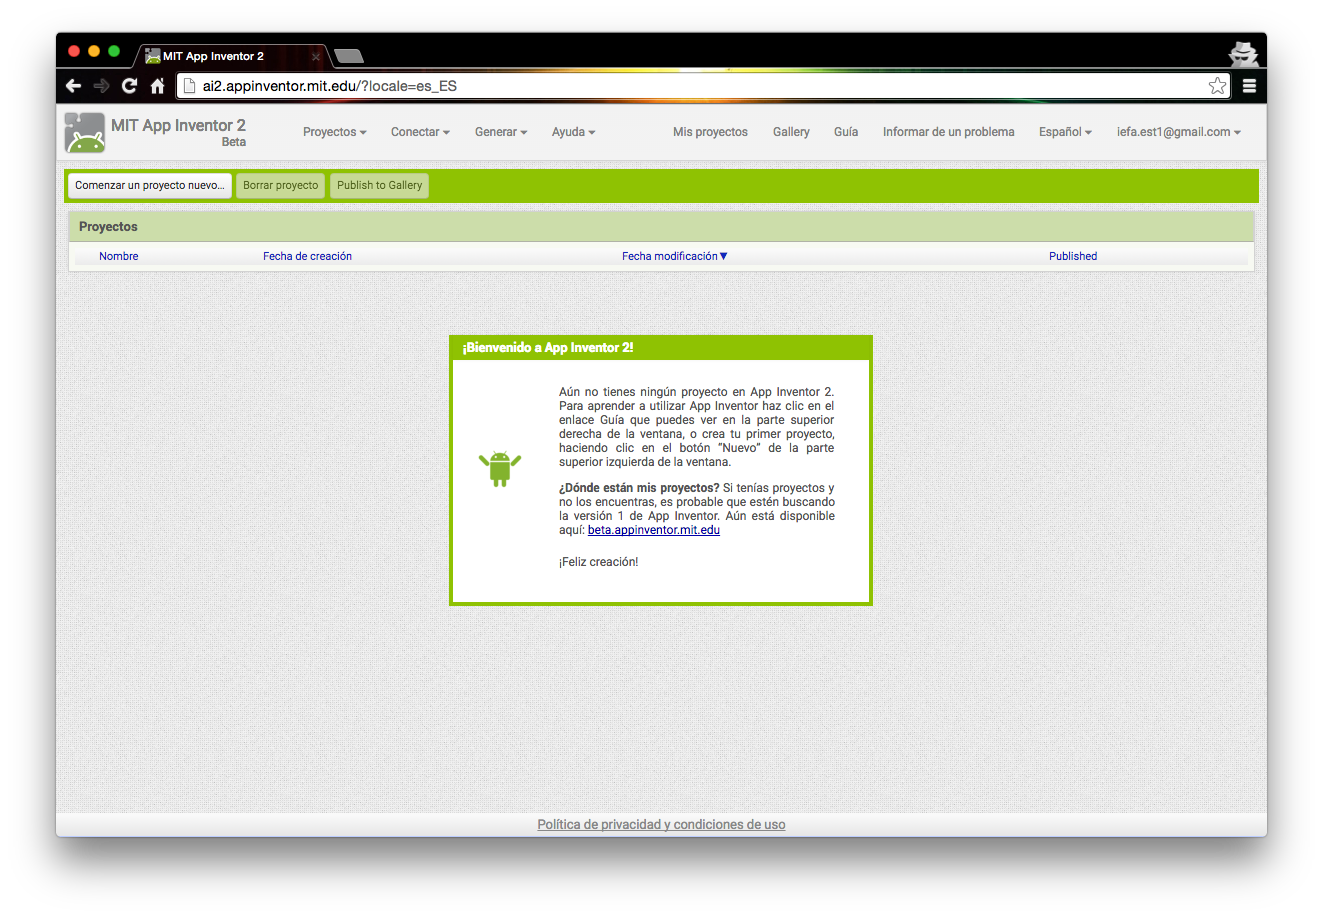 MIT App Inventor 2
ai2.appinventor.mit.edu/?locale=es_ES
MIT App Inventor 2
Beta
Proyectos Conectar Generar Ayuda Mis proyectos Gallery Guía Informar de un problema Español iefa.est1@gmail.com
Comenzar un proyecto nuevo... Borrar proyecto Publish to Gallery
Proyectos
Nombre Fecha de creación Fecha modificación▼ Published
¡Bienvenido a App Inventor 2!
Aún no tienes ningún proyecto en App Inventor 2.
Para aprender a utilizar App Inventor haz clic en el
enlace Guía que puedes ver en la parte superior
derecha de la ventana, o crea tu primer proyecto,
haciendo clic en el botón “Nuevo” de la parte
superior izquierda de la ventana.
¿Dónde están mis proyectos? Si tenías proyectos y
no los encuentras, es probable que estén buscando
la versión 1 de App Inventor. Aún está disponible
aquí: beta.appinventor.mit.edu
¡Feliz creación!
Política de privacidad y condiciones de uso